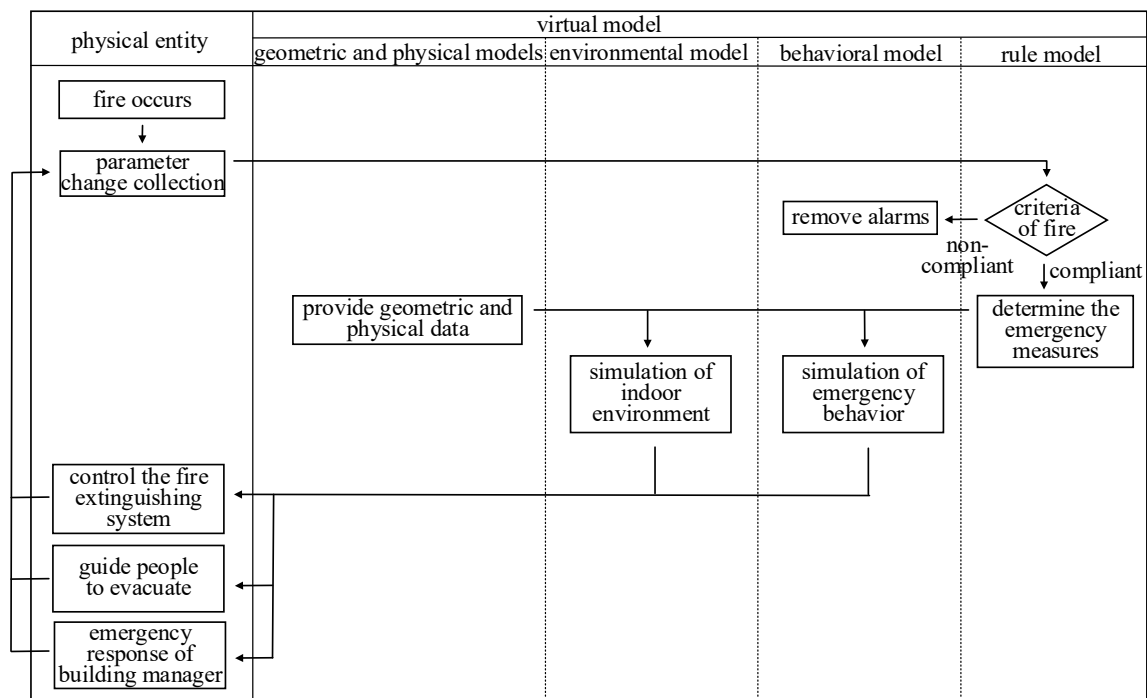 physical entity
virtual model
geometric and physical models
environmental model
behavioral model
rule model
fire occurs
parameter
change collection
criteria
of fire
remove alarms
non-
compliant
compliant
provide geometric and
physical data
determine the
emergency
measures
simulation of
indoor
environment
simulation of
emergency
behavior
control the fire
extinguishing
system
guide people
to evacuate
emergency
response of
building manager